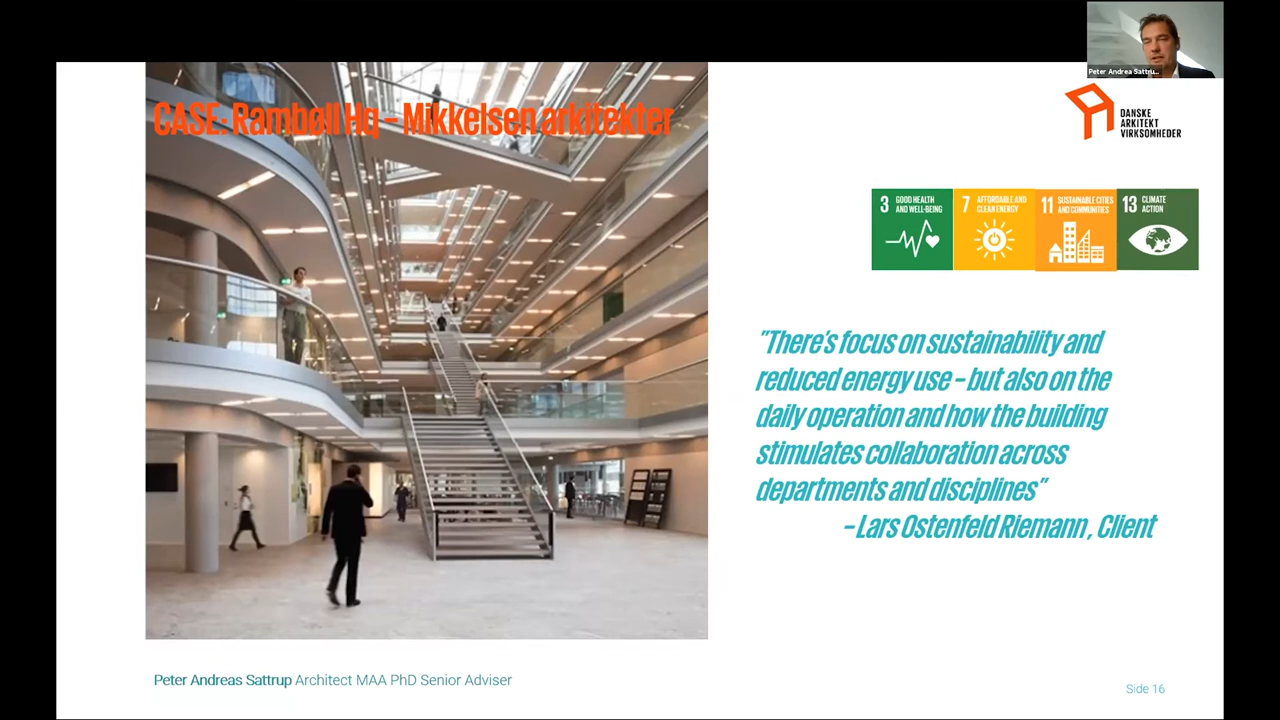 Peter Andrea Sattru...
CASE: Rambøll Hq – Mikkelsen arkitekter
DANSKE
ARKITEKT
VIRKSOMHEDER
3 GOOD HEALTH
AND WELL-BEING
7 AFFORDABLE AND
CLEAN ENERGY
11 SUSTAINABLE CITIES
AND COMMUNITIES
13 CLIMATE
ACTION
"There's focus on sustainability and
reduced energy use – but also on the
daily operation and how the building
stimulates collaboration across
departments and disciplines"
– Lars Ostenfeld Riemann , Client
Peter Andreas Sattrup Architect MAA PhD Senior Adviser
Side 16